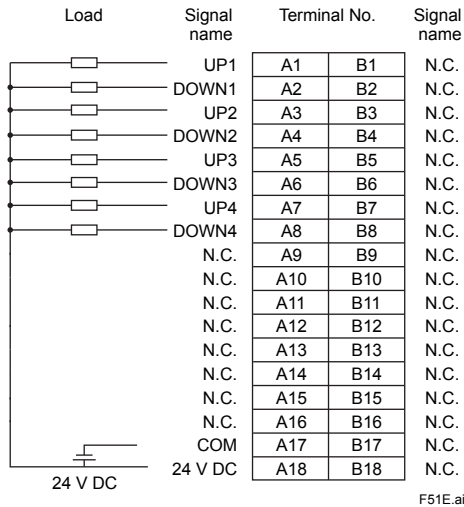 Load Signal name Terminal No. Signal name
UP1 A1 B1 N.C.
DOWN1 A2 B2 N.C.
UP2 A3 B3 N.C.
DOWN2 A4 B4 N.C.
UP3 A5 B5 N.C.
DOWN3 A6 B6 N.C.
UP4 A7 B7 N.C.
DOWN4 A8 B8 N.C.
N.C. A9 B9 N.C.
N.C. A10 B10 N.C.
N.C. A11 B11 N.C.
N.C. A12 B12 N.C.
N.C. A13 B13 N.C.
N.C. A14 B14 N.C.
N.C. A15 B15 N.C.
N.C. A16 B16 N.C.
COM A17 B17 N.C.
24 V DC A18 B18 N.C.
24 V DC
F51E.ai